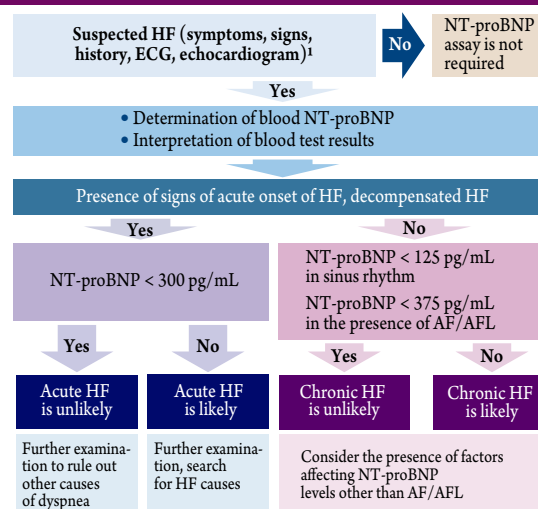 Suspected HF (symptoms, signs,
history, ECG, echocardiogram)¹
No
NT-proBNP
assay is not
required
Yes
• Determination of blood NT-proBNP
• Interpretation of blood test results
Presence of signs of acute onset of HF, decompensated HF
Yes
No
NT-proBNP < 300 pg/mL
NT-proBNP < 125 pg/mL
in sinus rhythm
NT-proBNP < 375 pg/mL
in the presence of AF/AFL
Yes
No
Yes
No
Acute HF
is unlikely
Acute HF
is likely
Chronic HF
is unlikely
Chronic HF
is likely
Further examina-
tion to rule out
other causes
of dyspnea
Further examina-
tion, search
for HF causes
Consider the presence of factors
affecting NT-proBNP
levels other than AF/AFL